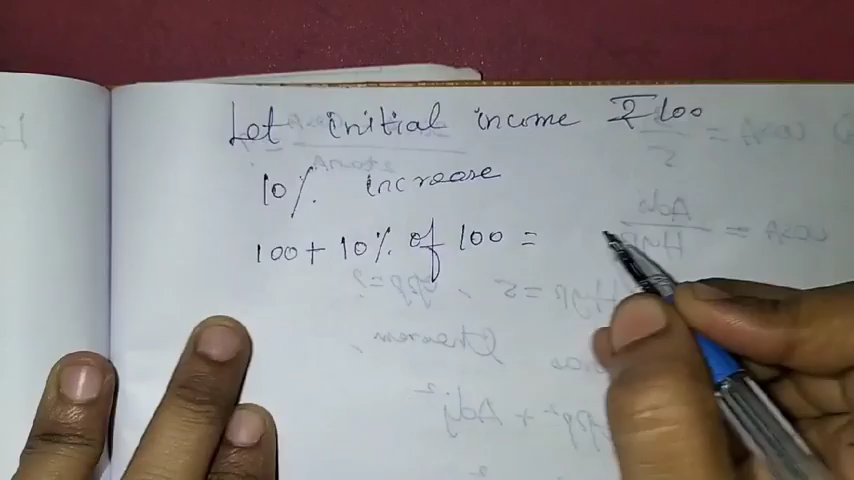 Let initial income ₹100
10% increase
100 + 10% of 100 =